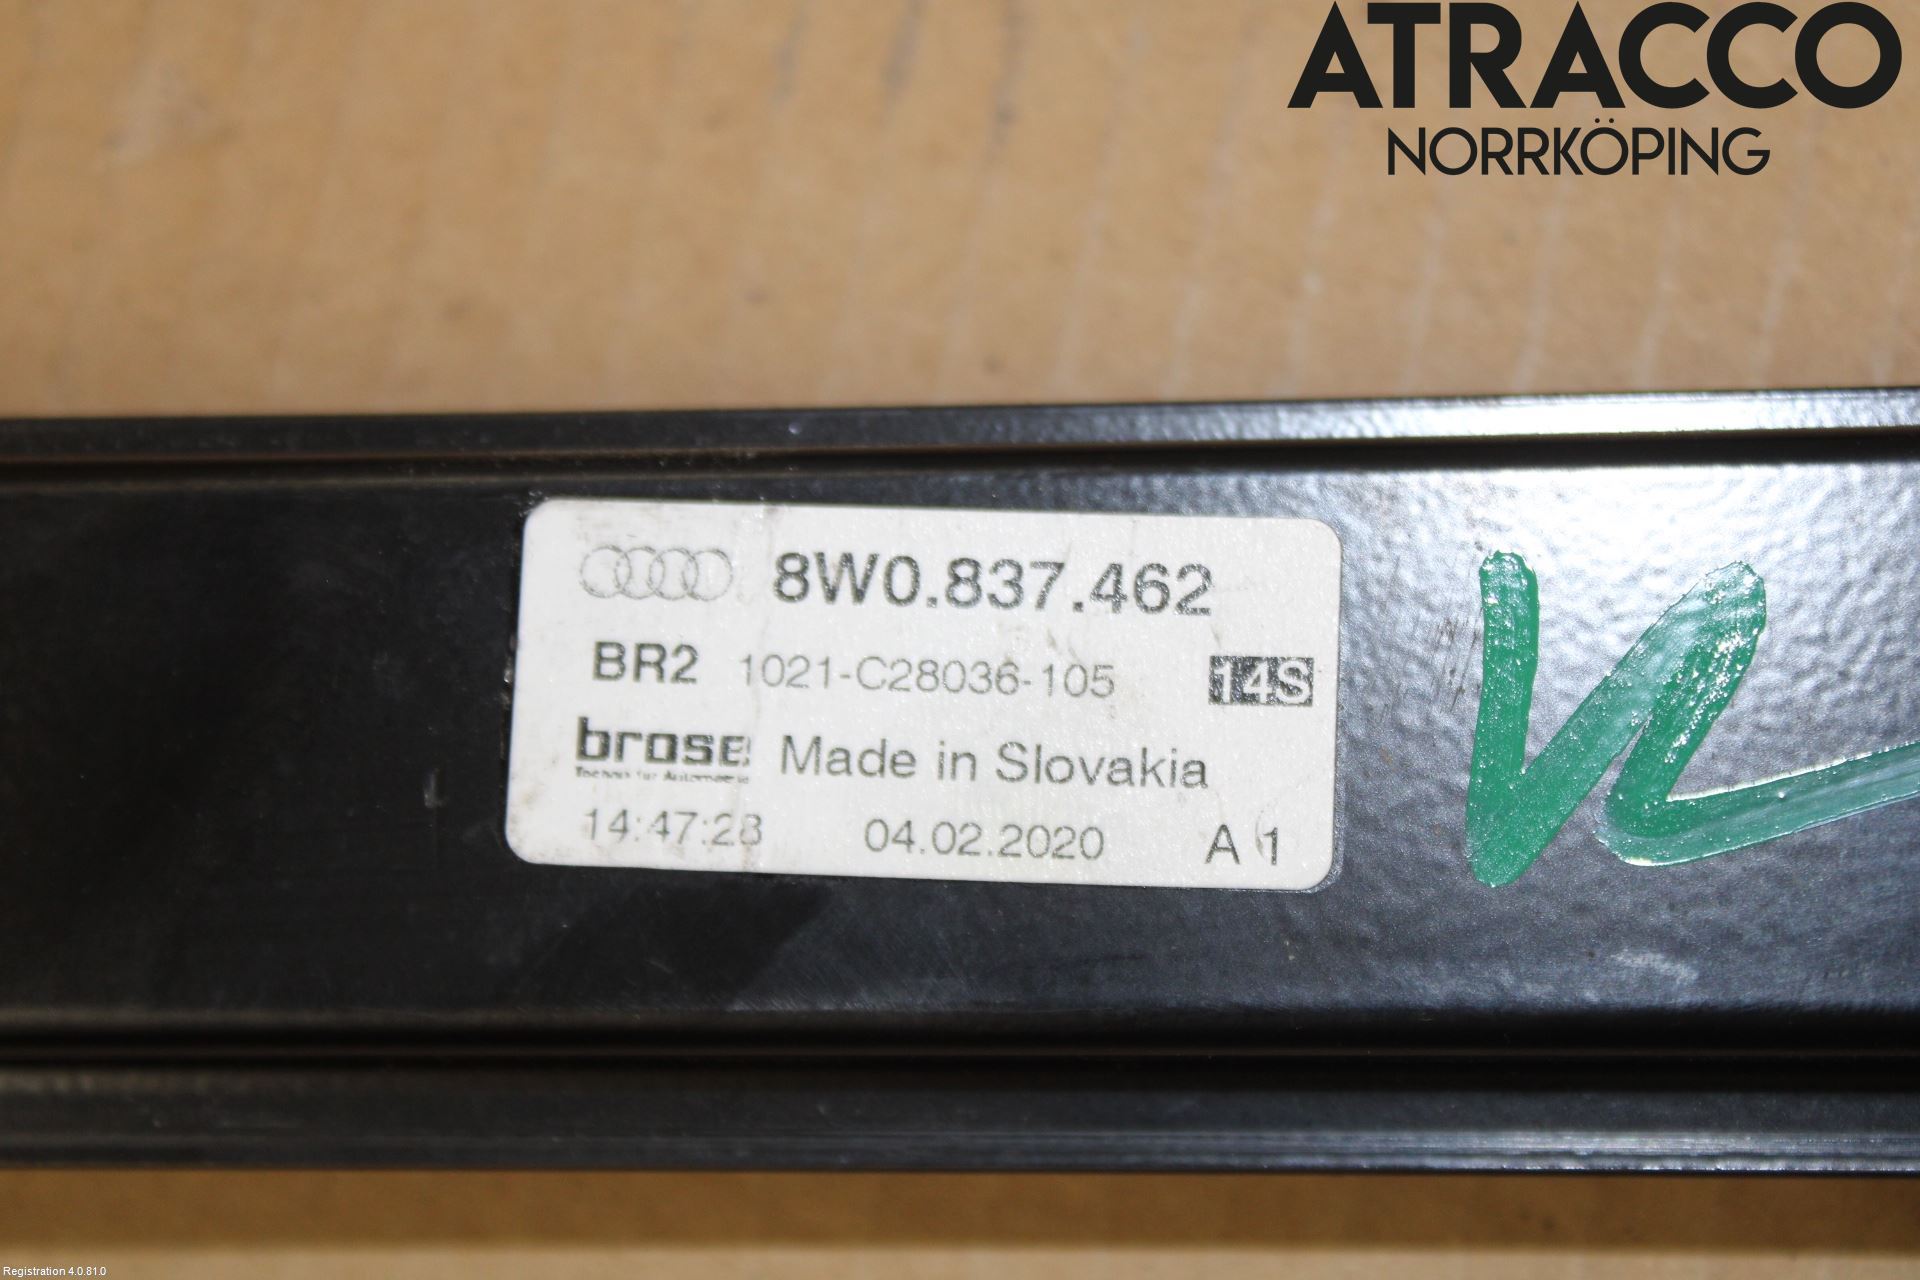 ATRACCO
NORRKÖPING
8W0.837.462
BR2 1021-C28036-105 14S
brose Made in Slovakia
14:47:28 04.02.2020 A 1
Registration 4.0.81.0